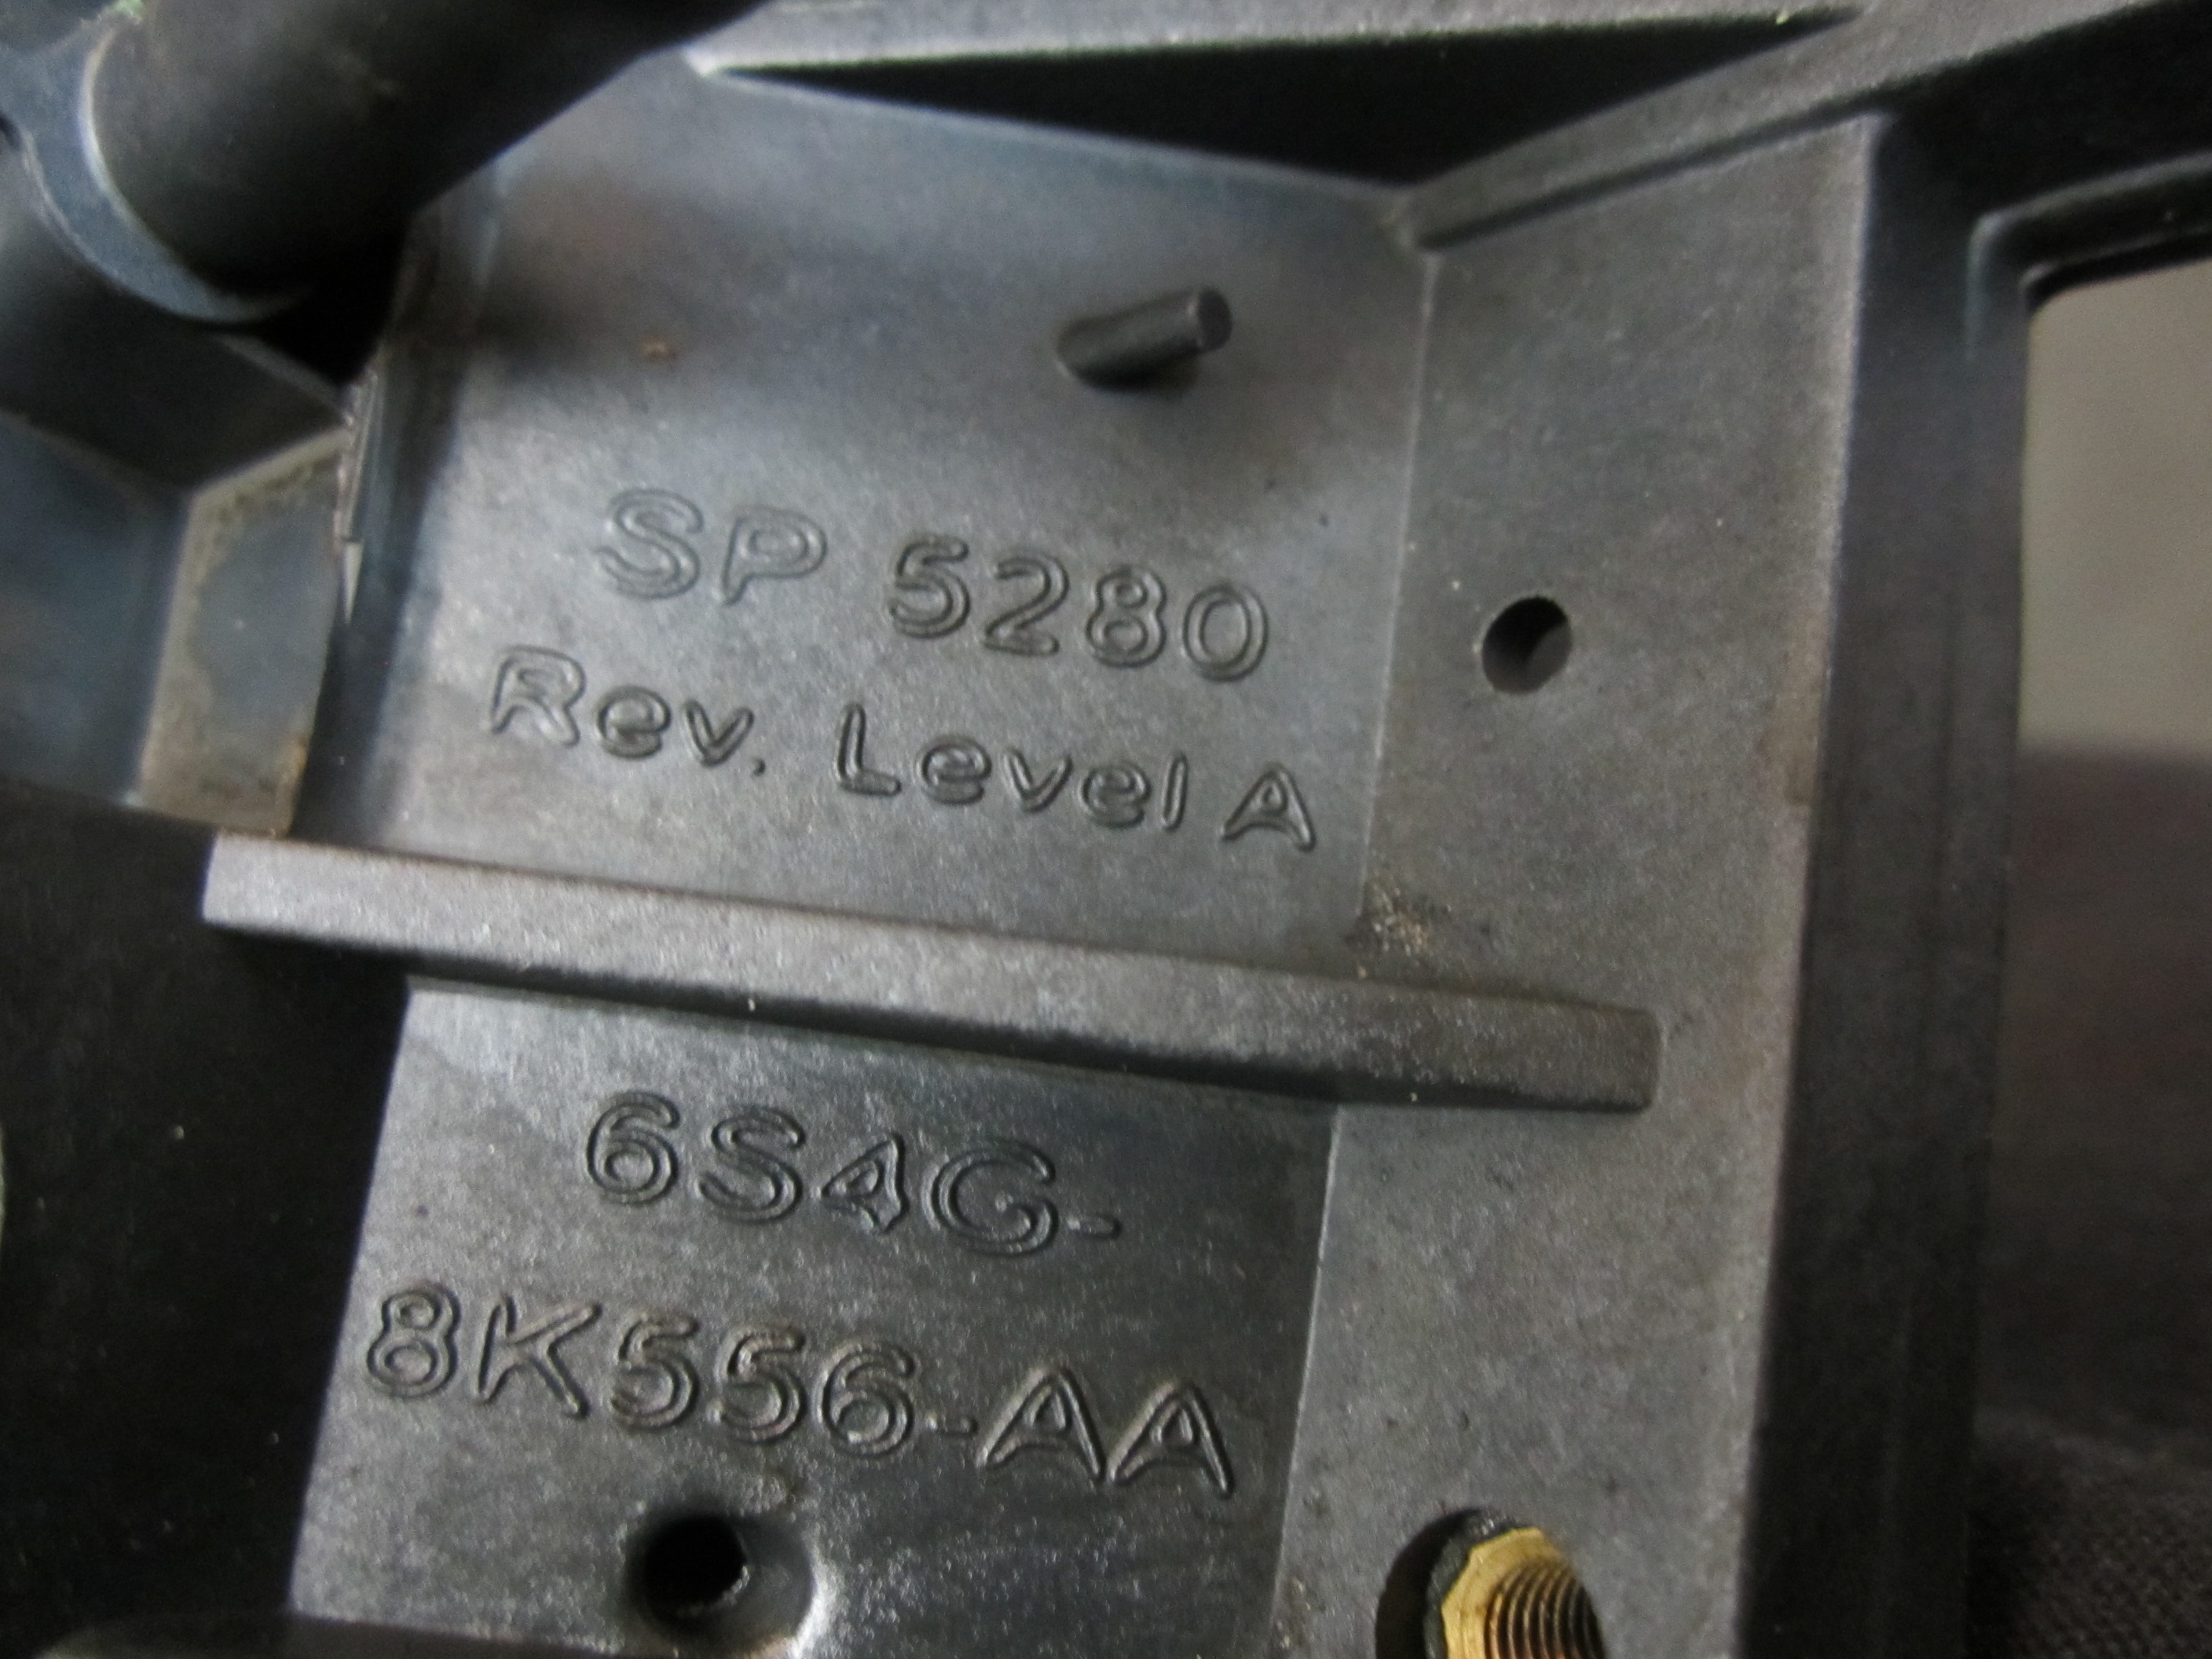 SP 5280
Rev. Level A
6S4G-
8K556-AA